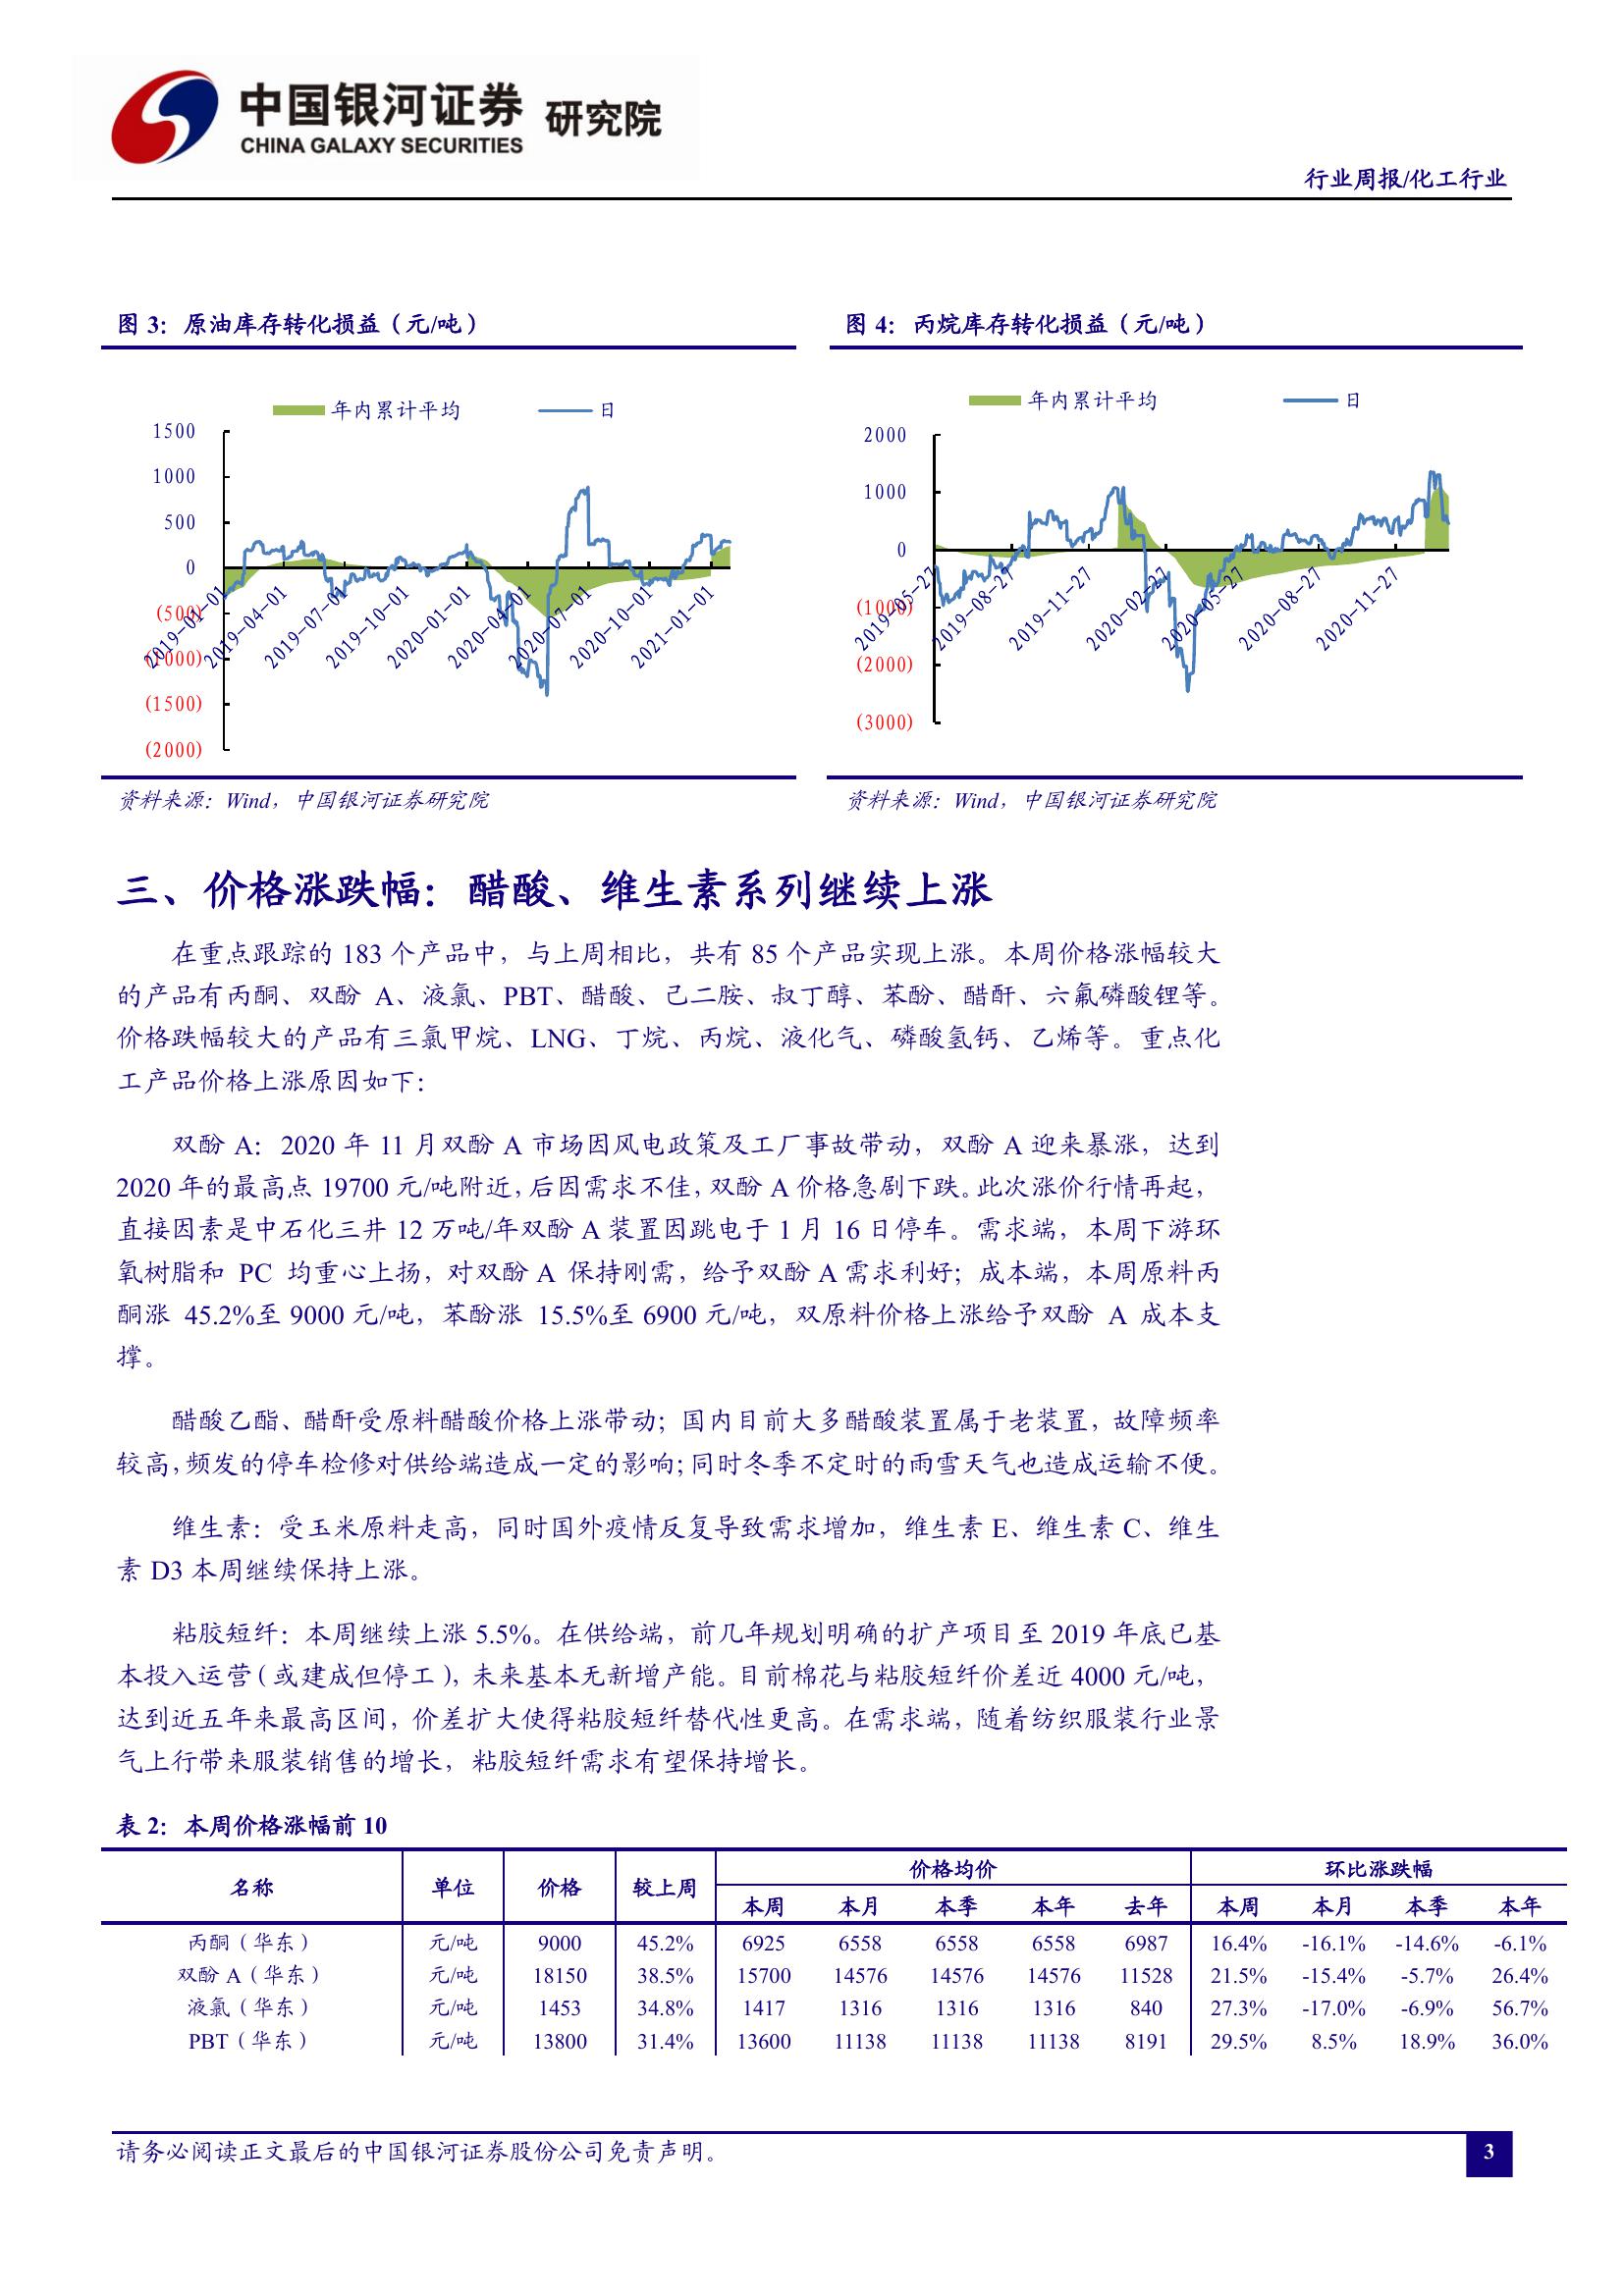 中国银河证券 研究院
CHINA GALAXY SECURITIES
行业周报/化工行业
图 3：原油库存转化损益（元/吨）
年内累计平均 日
1500
1000
500
0
(500)
(1000)
(1500)
(2000)
2019-01-01 2019-04-01 2019-07-01 2019-10-01 2020-01-01 2020-04-01 2020-07-01 2020-10-01 2021-01-01
资料来源：Wind，中国银河证券研究院
图 4：丙烷库存转化损益（元/吨）
年内累计平均 日
2000
1000
0
(1000)
(2000)
(3000)
2019-05-27 2019-08-27 2019-11-27 2020-02-27 2020-05-27 2020-08-27 2020-11-27
资料来源：Wind，中国银河证券研究院
三、价格涨跌幅：醋酸、维生素系列继续上涨
在重点跟踪的 183 个产品中，与上周相比，共有 85 个产品实现上涨。本周价格涨幅较大
的产品有丙酮、双酚 A、液氯、PBT、醋酸、己二胺、叔丁醇、苯酚、醋酐、六氟磷酸锂等。
价格跌幅较大的产品有三氯甲烷、LNG、丁烷、丙烷、液化气、磷酸氢钙、乙烯等。重点化
工产品价格上涨原因如下：
双酚 A：2020 年 11 月双酚 A 市场因风电政策及工厂事故带动，双酚 A 迎来暴涨，达到
2020 年的最高点 19700 元/吨附近，后因需求不佳，双酚 A 价格急剧下跌。此次涨价行情再起，
直接因素是中石化三井 12 万吨/年双酚 A 装置因跳电于 1 月 16 日停车。需求端，本周下游环
氧树脂和 PC 均重心上扬，对双酚 A 保持刚需，给予双酚 A 需求利好；成本端，本周原料丙
酮涨 45.2%至 9000 元/吨，苯酚涨 15.5%至 6900 元/吨，双原料价格上涨给予双酚 A 成本支
撑。
醋酸乙酯、醋酐受原料醋酸价格上涨带动；国内目前大多醋酸装置属于老装置，故障频率
较高，频发的停车检修对供给端造成一定的影响；同时冬季不定时的雨雪天气也造成运输不便。
维生素：受玉米原料走高，同时国外疫情反复导致需求增加，维生素 E、维生素 C、维生
素 D3 本周继续保持上涨。
粘胶短纤：本周继续上涨 5.5%。在供给端，前几年规划明确的扩产项目至 2019 年底已基
本投入运营（或建成但停工），未来基本无新增产能。目前棉花与粘胶短纤价差近 4000 元/吨，
达到近五年来最高区间，价差扩大使得粘胶短纤替代性更高。在需求端，随着纺织服装行业景
气上行带来服装销售的增长，粘胶短纤需求有望保持增长。
表 2：本周价格涨幅前 10
名称 单位 价格 较上周 价格均价 环比涨跌幅
本周 本月 本季 本年 去年 本周 本月 本季 本年
丙酮（华东） 元/吨 9000 45.2% 6925 6558 6558 6558 6987 16.4% -16.1% -14.6% -6.1%
双酚 A（华东） 元/吨 18150 38.5% 15700 14576 14576 14576 11528 21.5% -15.4% -5.7% 26.4%
液氯（华东） 元/吨 1453 34.8% 1417 1316 1316 1316 840 27.3% -17.0% -6.9% 56.7%
PBT（华东） 元/吨 13800 31.4% 13600 11138 11138 11138 8191 29.5% 8.5% 18.9% 36.0%
请务必阅读正文最后的中国银河证券股份公司免责声明。
3